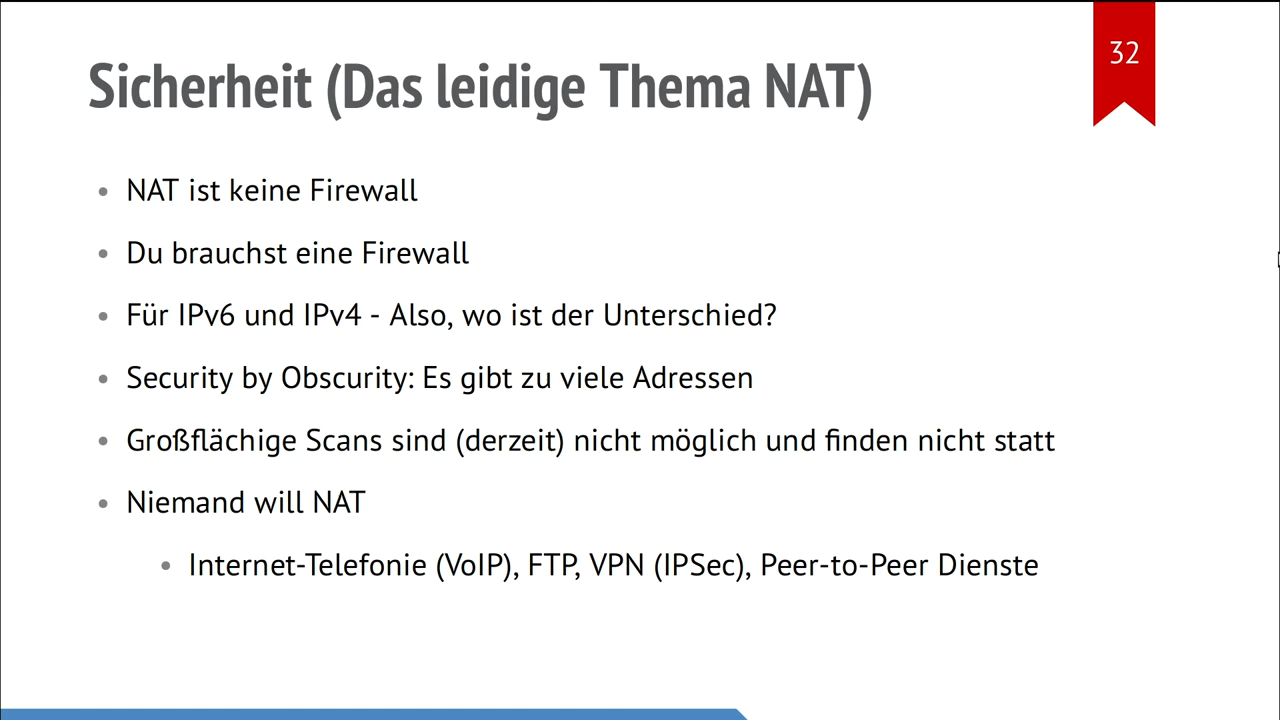 32
Sicherheit (Das leidige Thema NAT)
NAT ist keine Firewall
Du brauchst eine Firewall
Für IPv6 und IPv4 - Also, wo ist der Unterschied?
Security by Obscurity: Es gibt zu viele Adressen
Großflächige Scans sind (derzeit) nicht möglich und finden nicht statt
Niemand will NAT
Internet-Telefonie (VoIP), FTP, VPN (IPSec), Peer-to-Peer Dienste